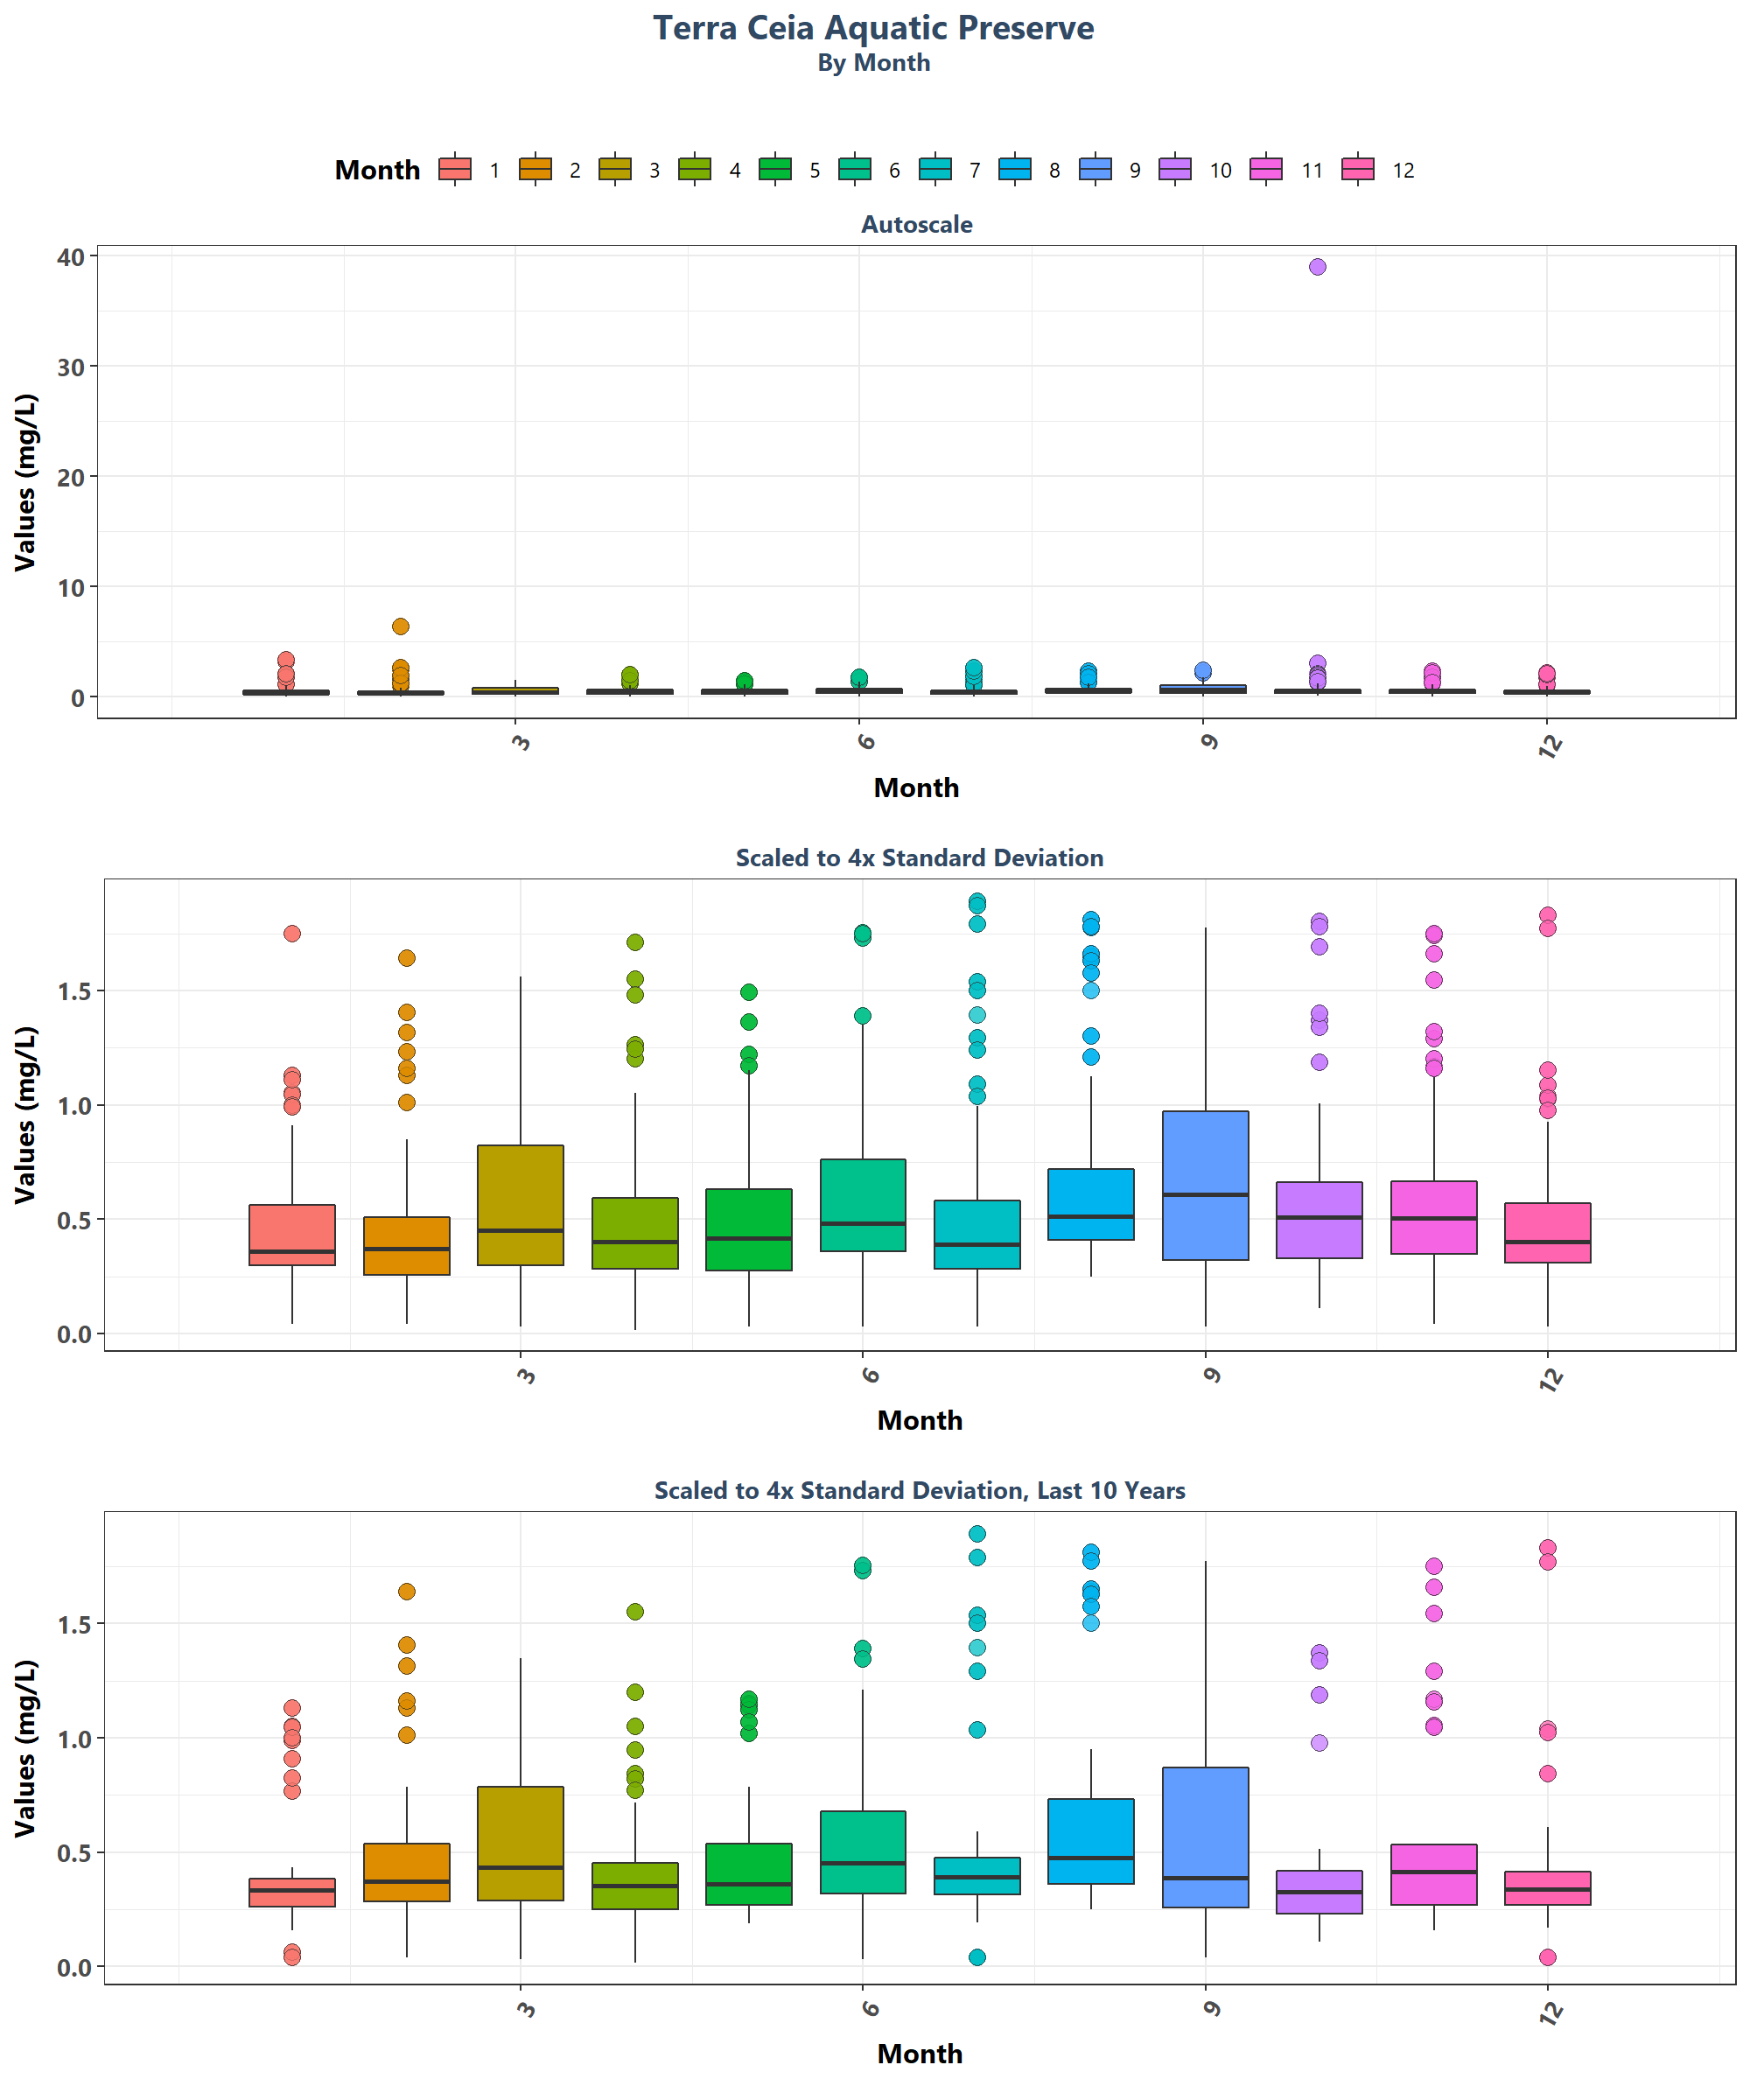 Terra Ceia Aquatic Preserve
By Month
Month 1 2 3 4 5 6 7 8 9 10 11 12
Autoscale
Values (mg/L)
40
30
20
10
0
3 6 9 12
Month
Scaled to 4x Standard Deviation
Values (mg/L)
1.5
1.0
0.5
0.0
3 6 9 12
Month
Scaled to 4x Standard Deviation, Last 10 Years
Values (mg/L)
1.5
1.0
0.5
0.0
3 6 9 12
Month